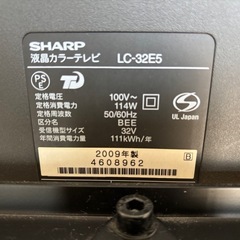 SHARP
液晶カラーテレビ LC-32E5
PSE
UL Japan
定格電圧 100V～
定格消費電力 114W
定格周波数 50/60Hz
区分名 BEE
受信機型サイズ 32V
年間消費電力量 111kWh/年
2009年製 B
4608962